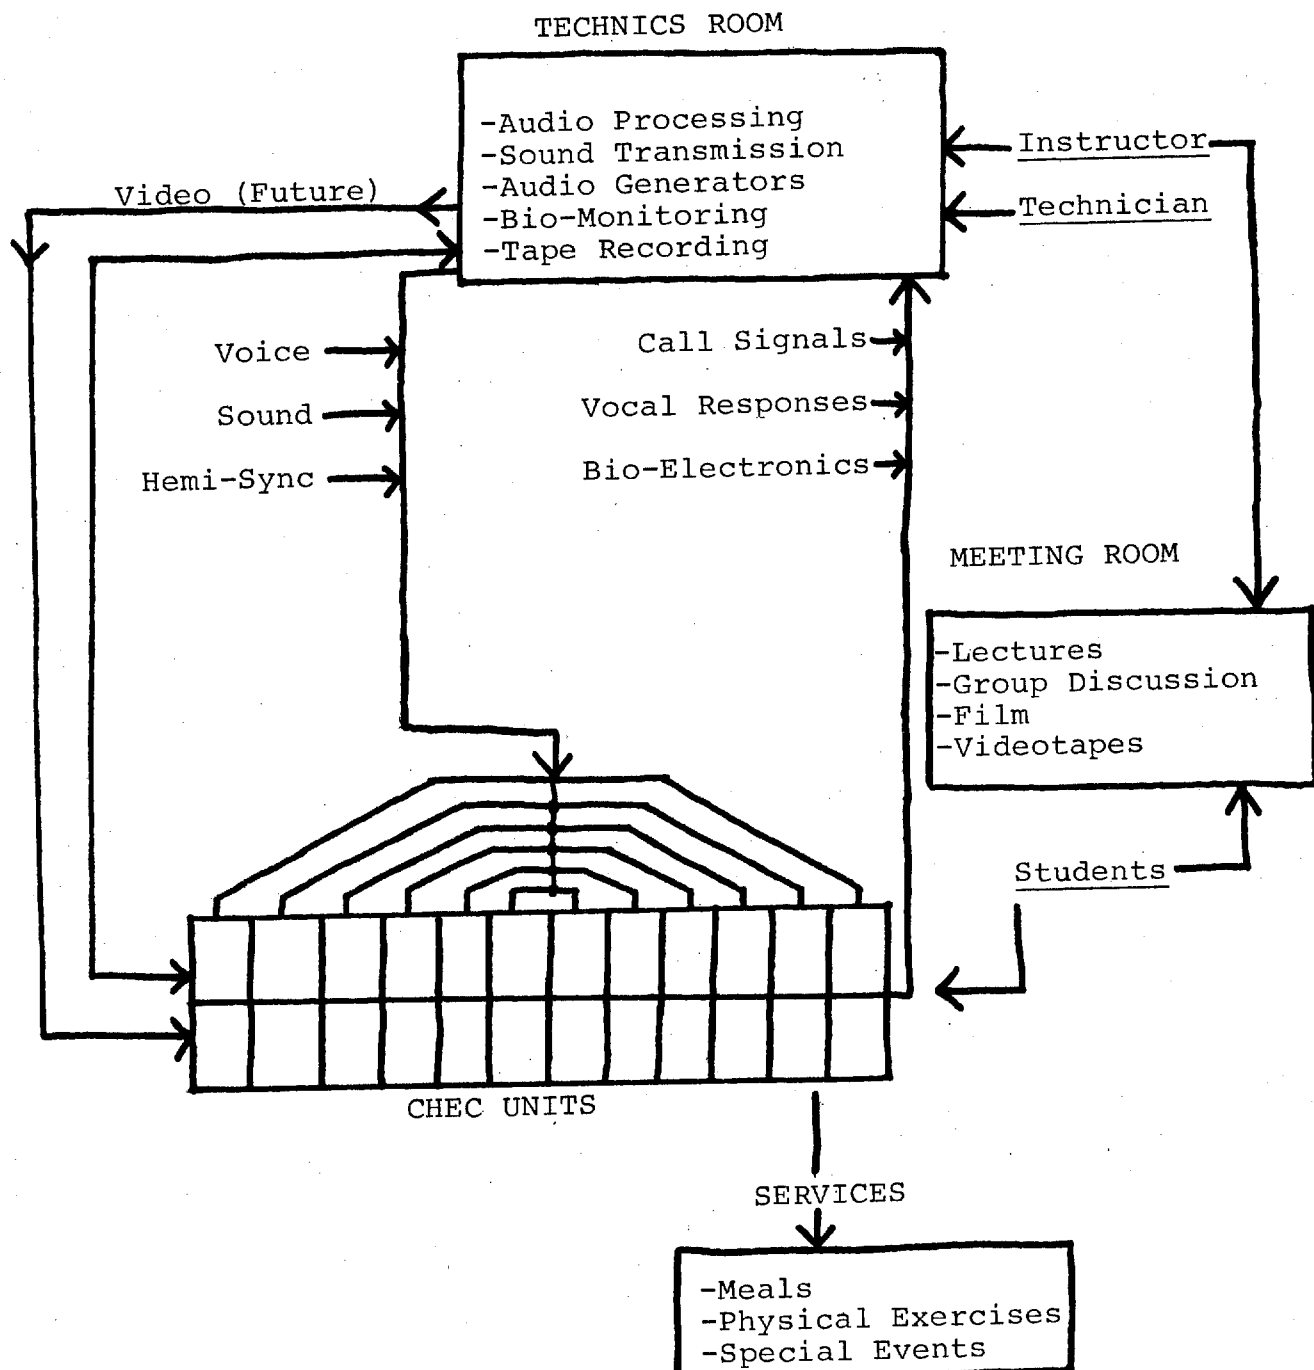 TECHNICS ROOM
-Audio Processing
-Sound Transmission
-Audio Generators
-Bio-Monitoring
-Tape Recording
Instructor
Technician
Video (Future)
Voice
Sound
Hemi-Sync
Call Signals
Vocal Responses
Bio-Electronics
MEETING ROOM
-Lectures
-Group Discussion
-Film
-Videotapes
Students
CHEC UNITS
SERVICES
-Meals
-Physical Exercises
-Special Events